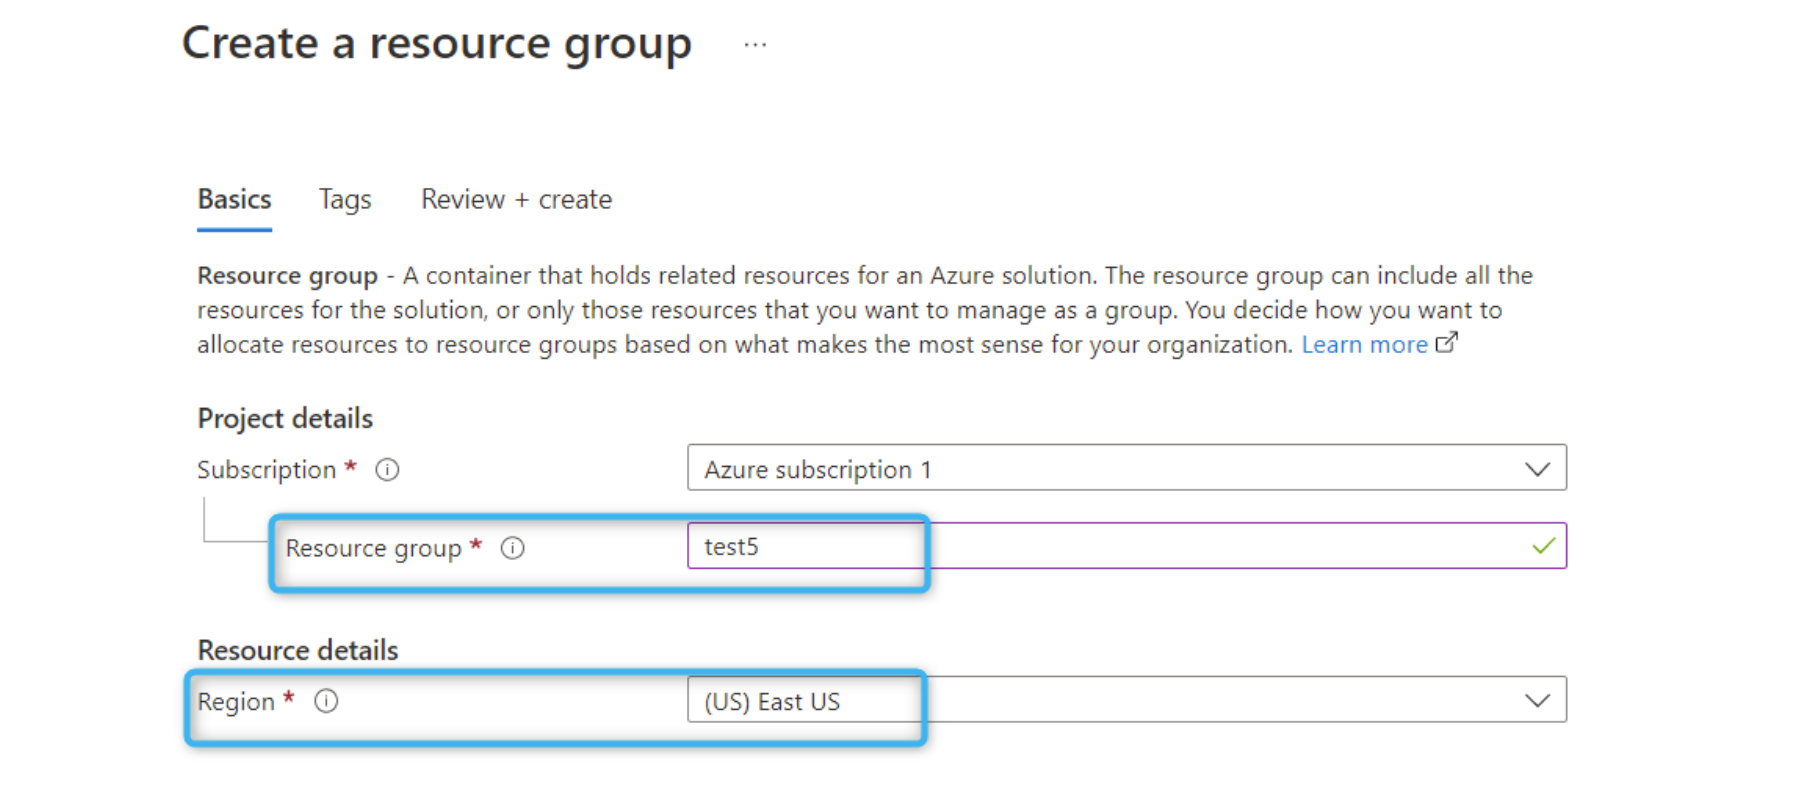 Create a resource group ...
Basics Tags Review + create
Resource group - A container that holds related resources for an Azure solution. The resource group can include all the
resources for the solution, or only those resources that you want to manage as a group. You decide how you want to
allocate resources to resource groups based on what makes the most sense for your organization. Learn more
Project details
Subscription * Azure subscription 1
Resource group * test5
Resource details
Region * (US) East US